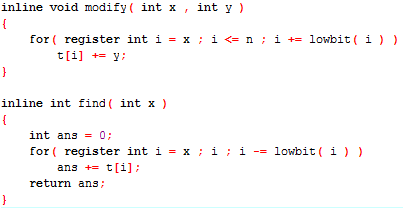 inline void modify( int x , int y )
{
    for( register int i = x ; i <= n ; i += lowbit( i ) )
        t[i] += y;
}

inline int find( int x )
{
    int ans = 0;
    for( register int i = x ; i ; i -= lowbit( i ) )
        ans += t[i];
    return ans;
}